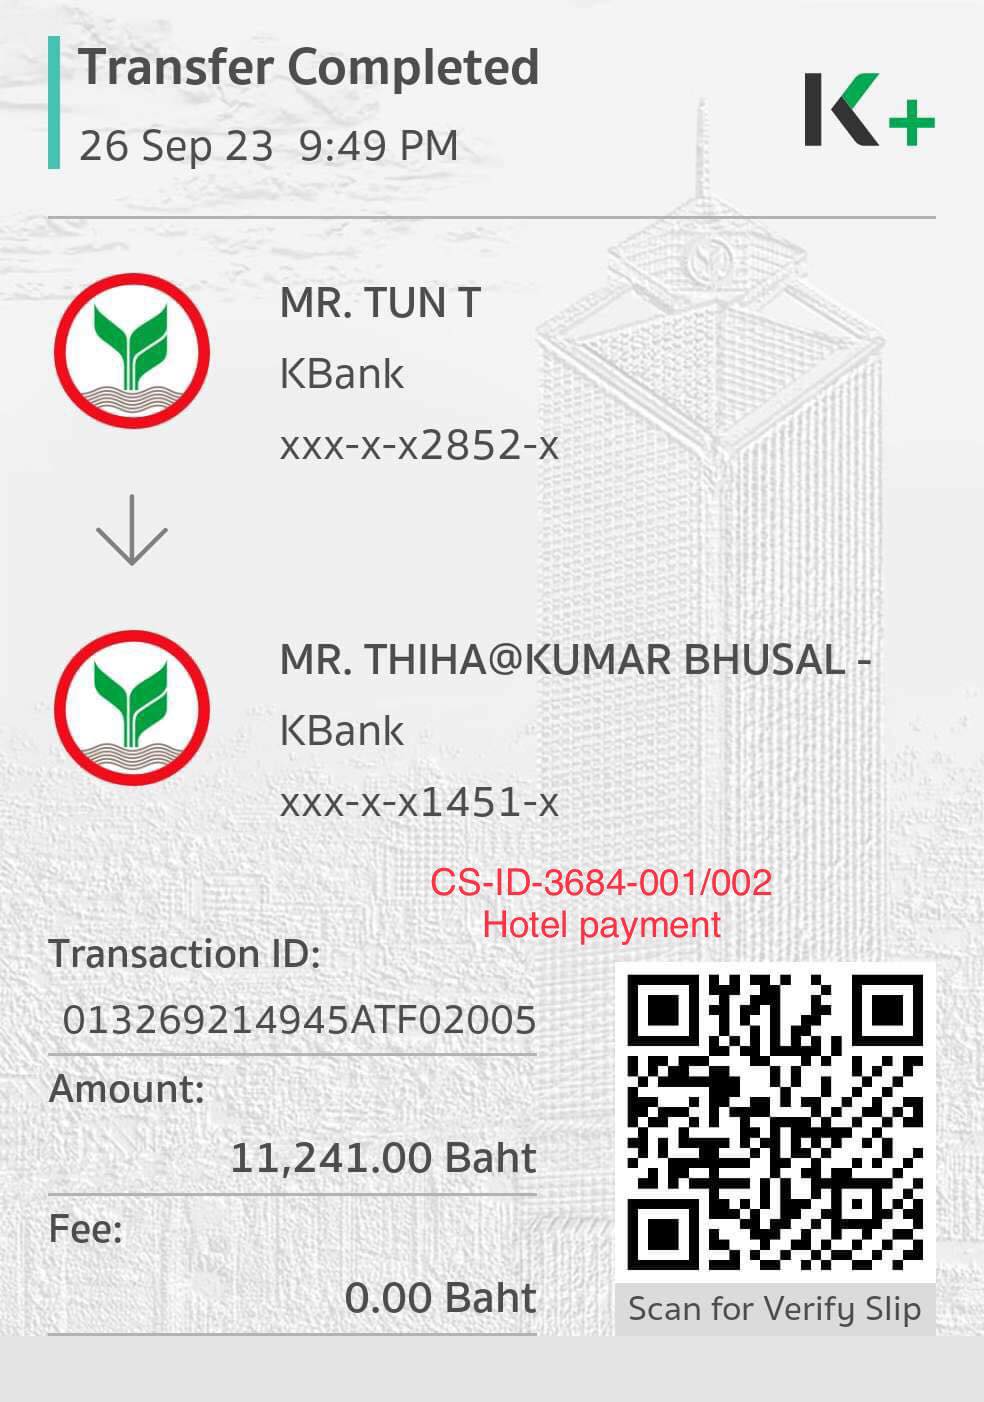 Transfer Completed
26 Sep 23 9:49 PM
K+
MR. TUN T
KBank
xxx-x-x2852-x
MR. THIHA@KUMAR BHUSAL -
KBank
xxx-x-x1451-x
CS-ID-3684-001/002
Hotel payment
Transaction ID:
013269214945ATF02005
Amount:
11,241.00 Baht
Fee:
0.00 Baht
Scan for Verify Slip